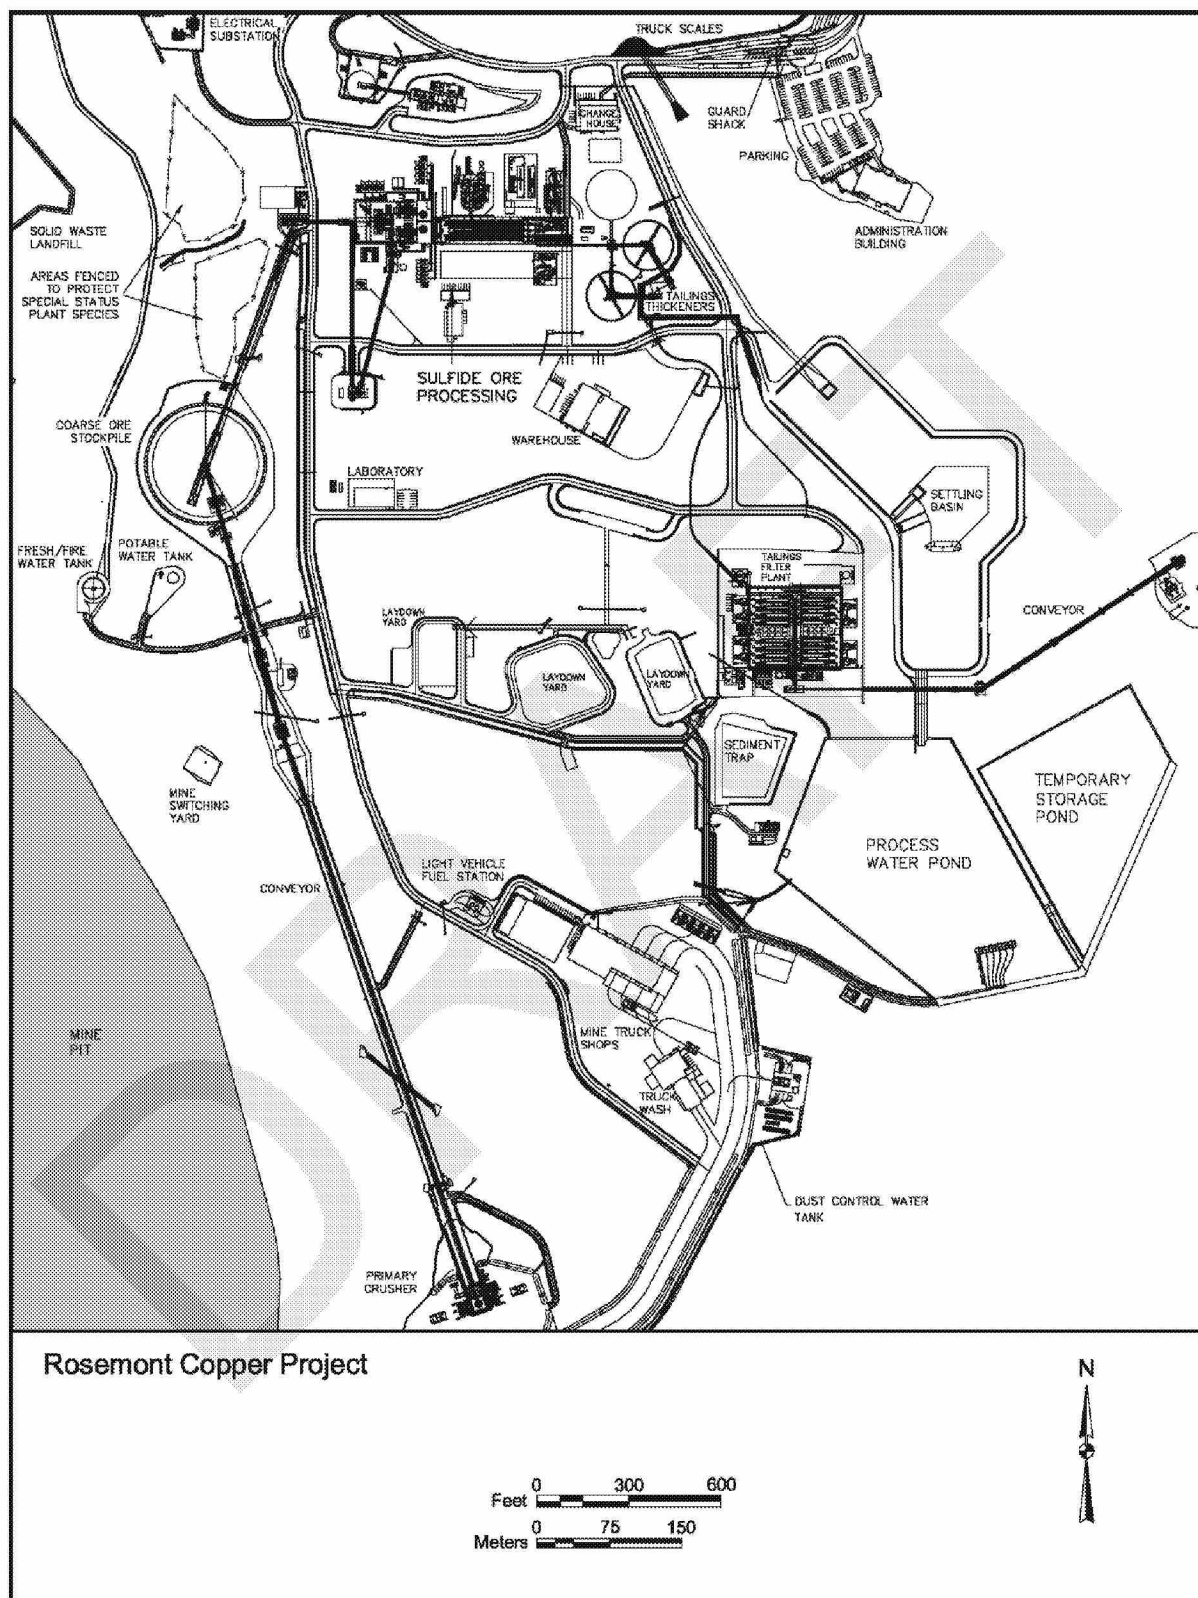 ELECTRICAL
SUBSTATION
TRUCK SCALES
CHANGE
HOUSE
GUARD
SHACK
PARKING
ADMINISTRATION
BUILDING
SOLID WASTE
LANDFILL
AREAS FENCED
TO PROTECT
SPECIAL STATUS
PLANT SPECIES
TAILINGS
THICKENERS
SULFIDE ORE
PROCESSING
COARSE ORE
STOCKPILE
WAREHOUSE
LABORATORY
SETTLING
BASIN
FRESH/FIRE
WATER TANK
POTABLE
WATER TANK
TAILINGS
FILTER
PLANT
CONVEYOR
LAYDOWN
YARD
LAYDOWN
YARD
LAYDOWN
YARD
SEDIMENT
TRAP
MINE
SWITCHING
YARD
TEMPORARY
STORAGE
POND
PROCESS
WATER POND
LIGHT VEHICLE
FUEL STATION
CONVEYOR
MINE
PIT
MINE TRUCK
SHOPS
TRUCK
WASH
DUST CONTROL WATER
TANK
PRIMARY
CRUSHER
DRAFT
Rosemont Copper Project
N
0 300 600
Feet
0 75 150
Meters